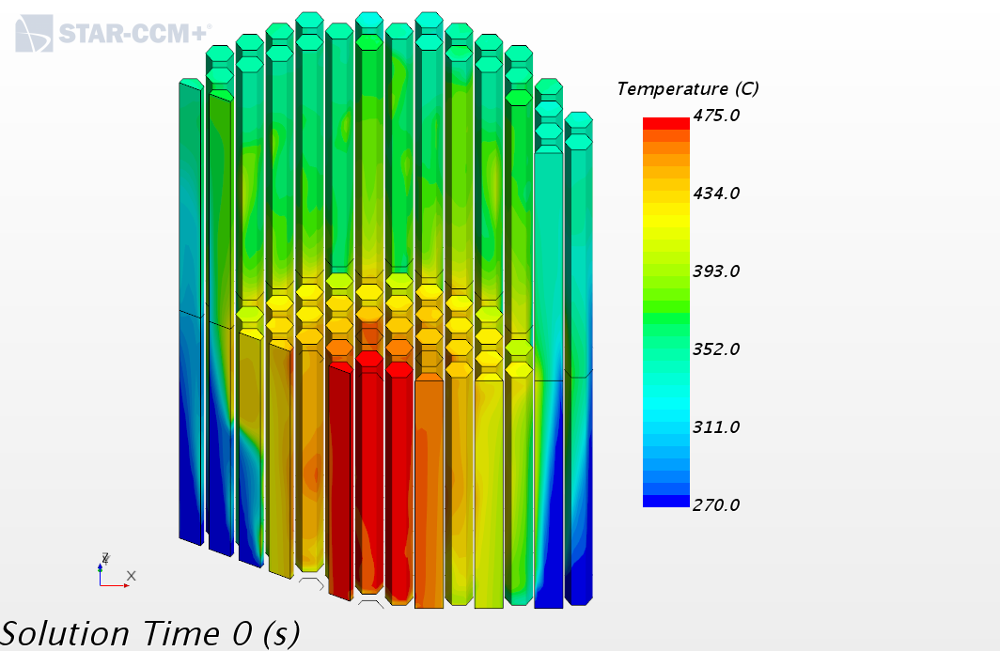 STAR-CCM+
Temperature (C)
475.0
434.0
393.0
352.0
311.0
270.0
X
Solution Time 0 (s)